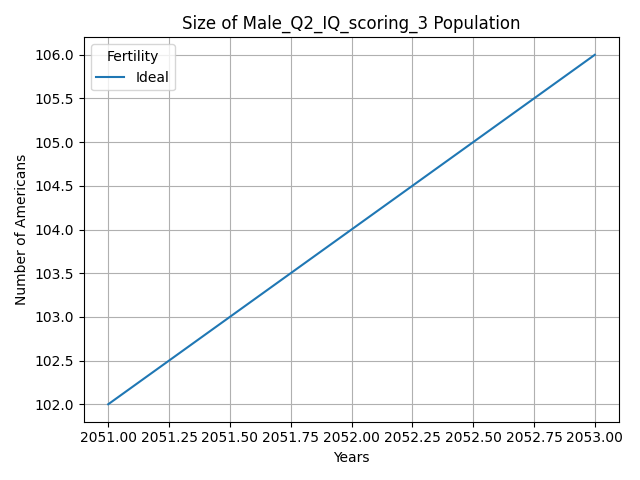 Size of Male_Q2_IQ_scoring_3 Population
Fertility
Ideal
106.0
105.5
105.0
104.5
104.0
103.5
103.0
102.5
102.0
Number of Americans
2051.00 2051.25 2051.50 2051.75 2052.00 2052.25 2052.50 2052.75 2053.00
Years